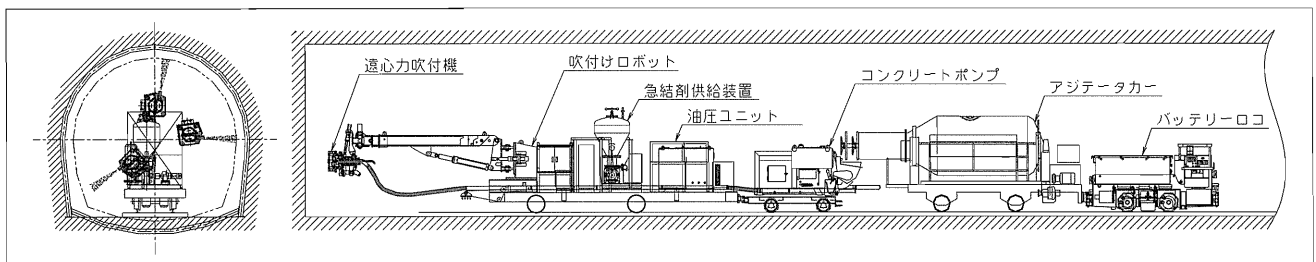 遠心力吹付機
吹付けロボット
急結剤供給装置
油圧ユニット
コンクリートポンプ
アジテータカー
バッテリーロコ